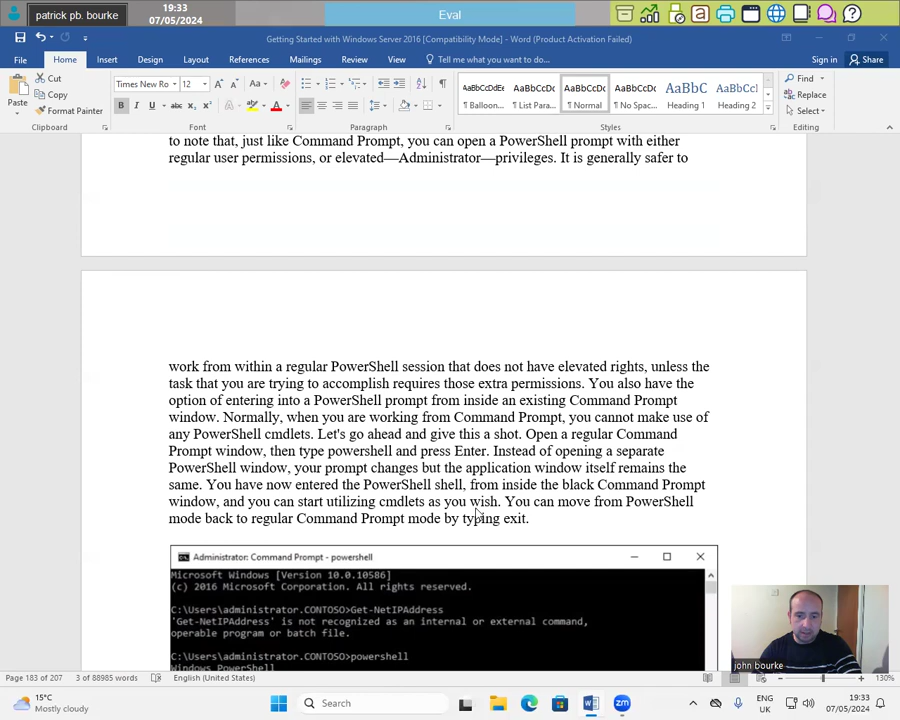 patrick pb. bourke
19:33
07/05/2024
Eval
Getting Started with Windows Server 2016 [Compatibility Mode] - Word (Product Activation Failed)
File
Home
Insert
Design
Layout
References
Mailings
Review
View
Tell me what you want to do...
Sign in
Share
Paste
Cut
Copy
Format Painter
Clipboard
Times New Ro
12
Font
Paragraph
AaBbCcDdEe
¶ Balloon...
AaBbCcDc
¶ List Para...
AaBbCcDc
¶ Normal
AaBbCcDc
¶ No Spac...
AaBbC
Heading 1
AaBbCcl
Heading 2
Styles
Find
Replace
Select
Editing
to note that, just like Command Prompt, you can open a PowerShell prompt with either
regular user permissions, or elevated—Administrator—privileges. It is generally safer to
work from within a regular PowerShell session that does not have elevated rights, unless the
task that you are trying to accomplish requires those extra permissions. You also have the
option of entering into a PowerShell prompt from inside an existing Command Prompt
window. Normally, when you are working from Command Prompt, you cannot make use of
any PowerShell cmdlets. Let's go ahead and give this a shot. Open a regular Command
Prompt window, then type powershell and press Enter. Instead of opening a separate
PowerShell window, your prompt changes but the application window itself remains the
same. You have now entered the PowerShell shell, from inside the black Command Prompt
window, and you can start utilizing cmdlets as you wish. You can move from PowerShell
mode back to regular Command Prompt mode by typing exit.
Administrator: Command Prompt - powershell
Microsoft Windows [Version 10.0.10586]
(c) 2016 Microsoft Corporation. All rights reserved.
C:\Users\administrator.CONTOSO>Get-NetIPAddress
'Get-NetIPAddress' is not recognized as an internal or external command,
operable program or batch file.
C:\Users\administrator.CONTOSO>powershell
Windows PowerShell
john bourke
Page 183 of 207
3 of 88985 words
English (United States)
130%
15°C
Mostly cloudy
Search
ENG
UK
19:33
07/05/2024